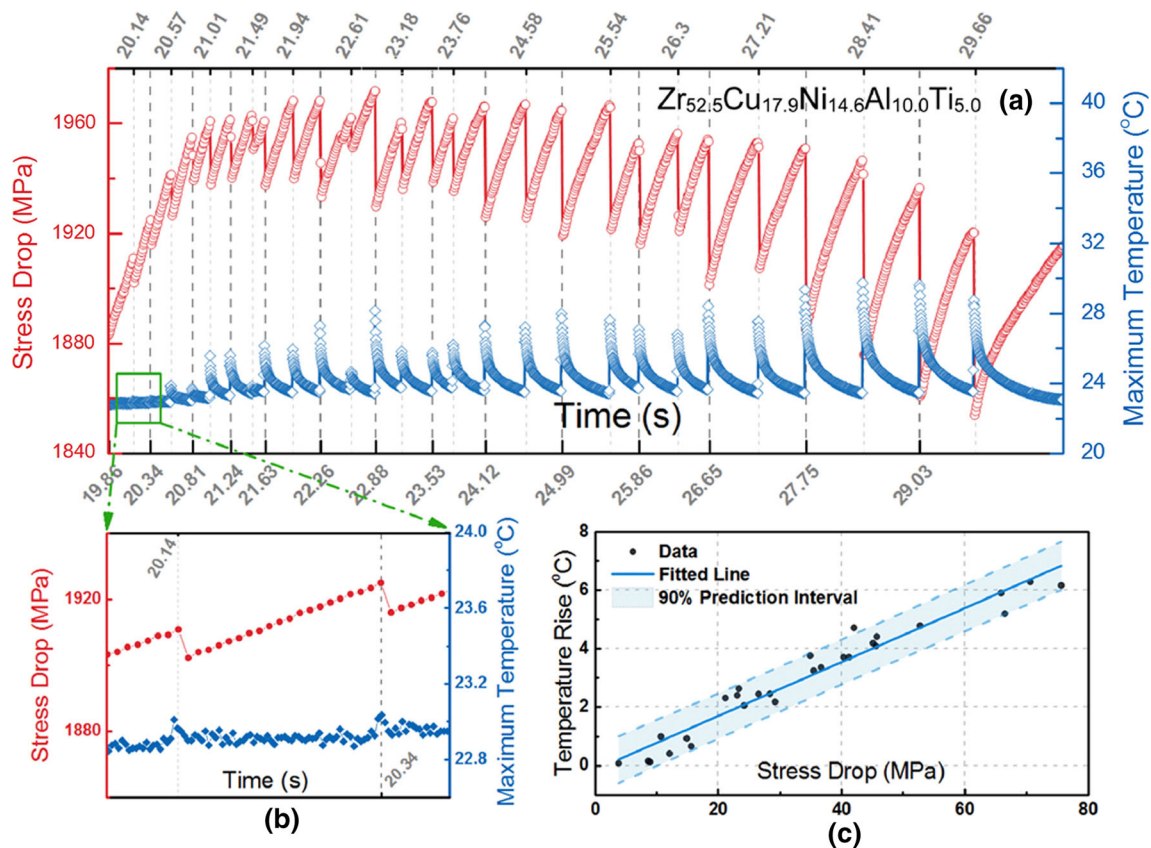 20.14 20.57 21.01 21.49 21.94 22.61 23.18 23.76 24.58 25.54 26.3 27.21 28.41 29.66
Zr52.5Cu17.9Ni14.6Al10.0Ti5.0 (a)
1960
1920
1880
1840
Stress Drop (MPa)
40
36
32
28
24
20
Maximum Temperature (°C)
Time (s)
19.86 20.34 20.81 21.24 21.63 22.26 22.88 23.53 24.12 24.99 25.86 26.65 27.75 29.03
20.14
1920
1880
Stress Drop (MPa)
24.0
23.6
23.2
22.8
Maximum Temperature (°C)
Time (s)
20.34
(b)
Data
Fitted Line
90% Prediction Interval
8
6
4
2
0
Temperature Rise (°C)
Stress Drop (MPa)
0 20 40 60 80
(c)